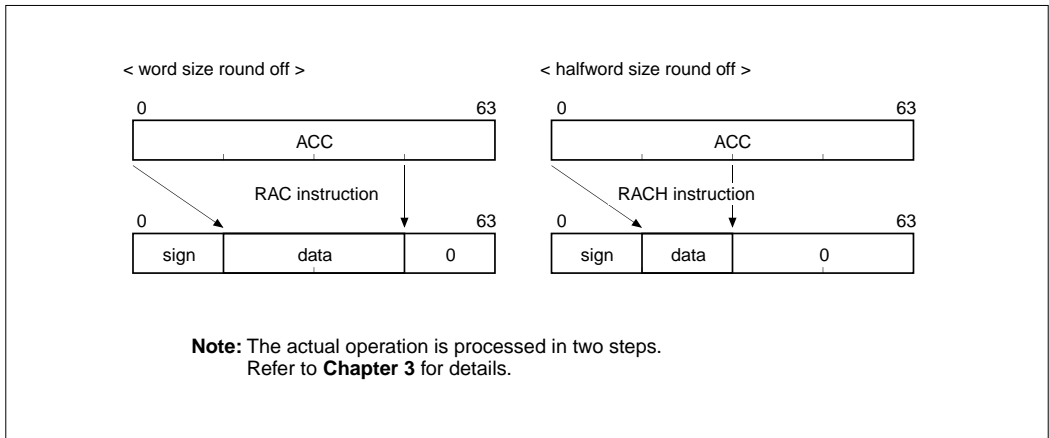 < word size round off >
0 63
ACC
RAC instruction
0 63
sign data 0
< halfword size round off >
0 63
ACC
RACH instruction
0 63
sign data 0
Note: The actual operation is processed in two steps.
Refer to Chapter 3 for details.